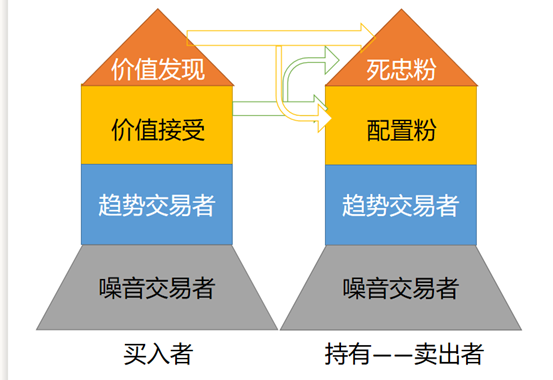 价值发现
价值接受
趋势交易者
噪音交易者
买入者
死忠粉
配置粉
趋势交易者
噪音交易者
持有——卖出者